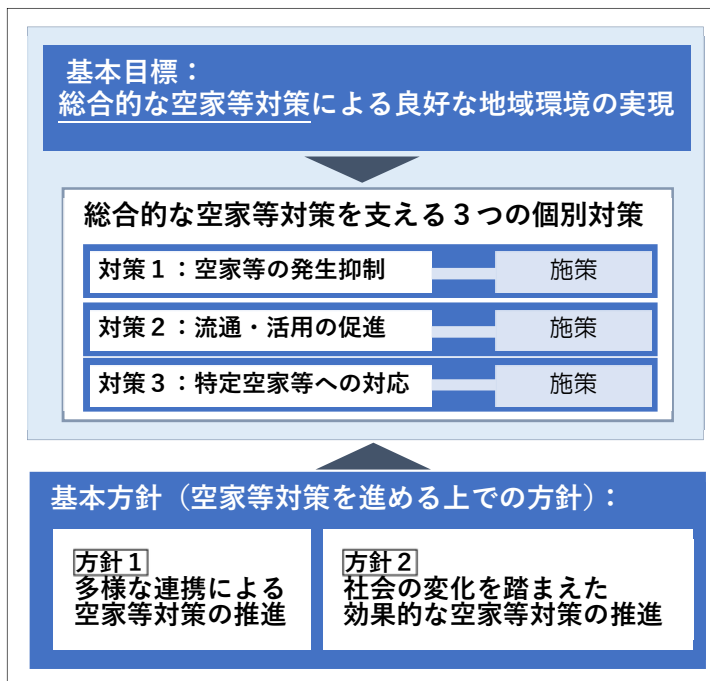 基本目標：
総合的な空家等対策による良好な地域環境の実現
総合的な空家等対策を支える３つの個別対策
対策１：空家等の発生抑制 施策
対策２：流通・活用の促進 施策
対策３：特定空家等への対応 施策
基本方針（空家等対策を進める上での方針）：
方針１
多様な連携による
空家等対策の推進
方針２
社会の変化を踏まえた
効果的な空家等対策の推進